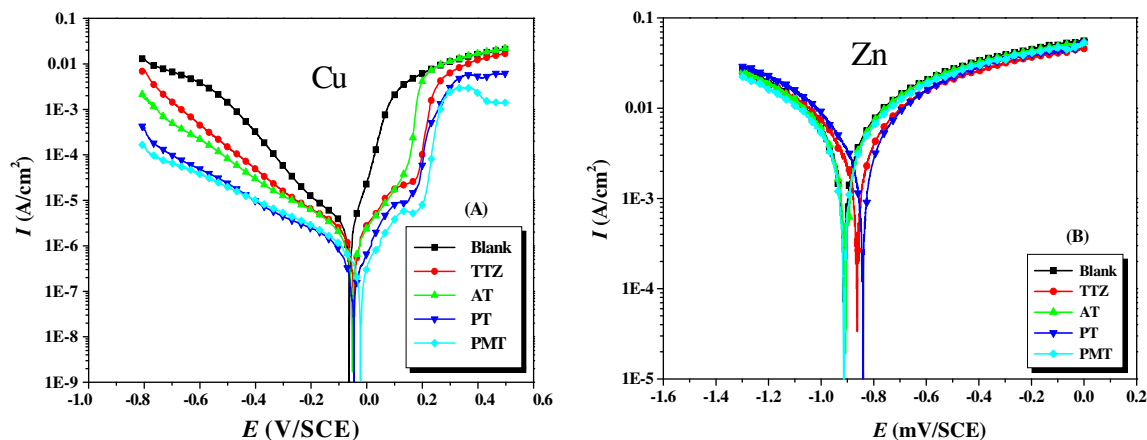 0.1
0.01
1E-3
1E-4
1E-5
1E-6
1E-7
1E-8
1E-9
I (A/cm²)
Cu
(A)
Blank
TTZ
AT
PT
PMT
-1.0 -0.8 -0.6 -0.4 -0.2 0.0 0.2 0.4 0.6
E (V/SCE)
0.1
0.01
1E-3
1E-4
1E-5
I (A/cm²)
Zn
(B)
Blank
TTZ
AT
PT
PMT
-1.6 -1.4 -1.2 -1.0 -0.8 -0.6 -0.4 -0.2 0.0 0.2
E (mV/SCE)